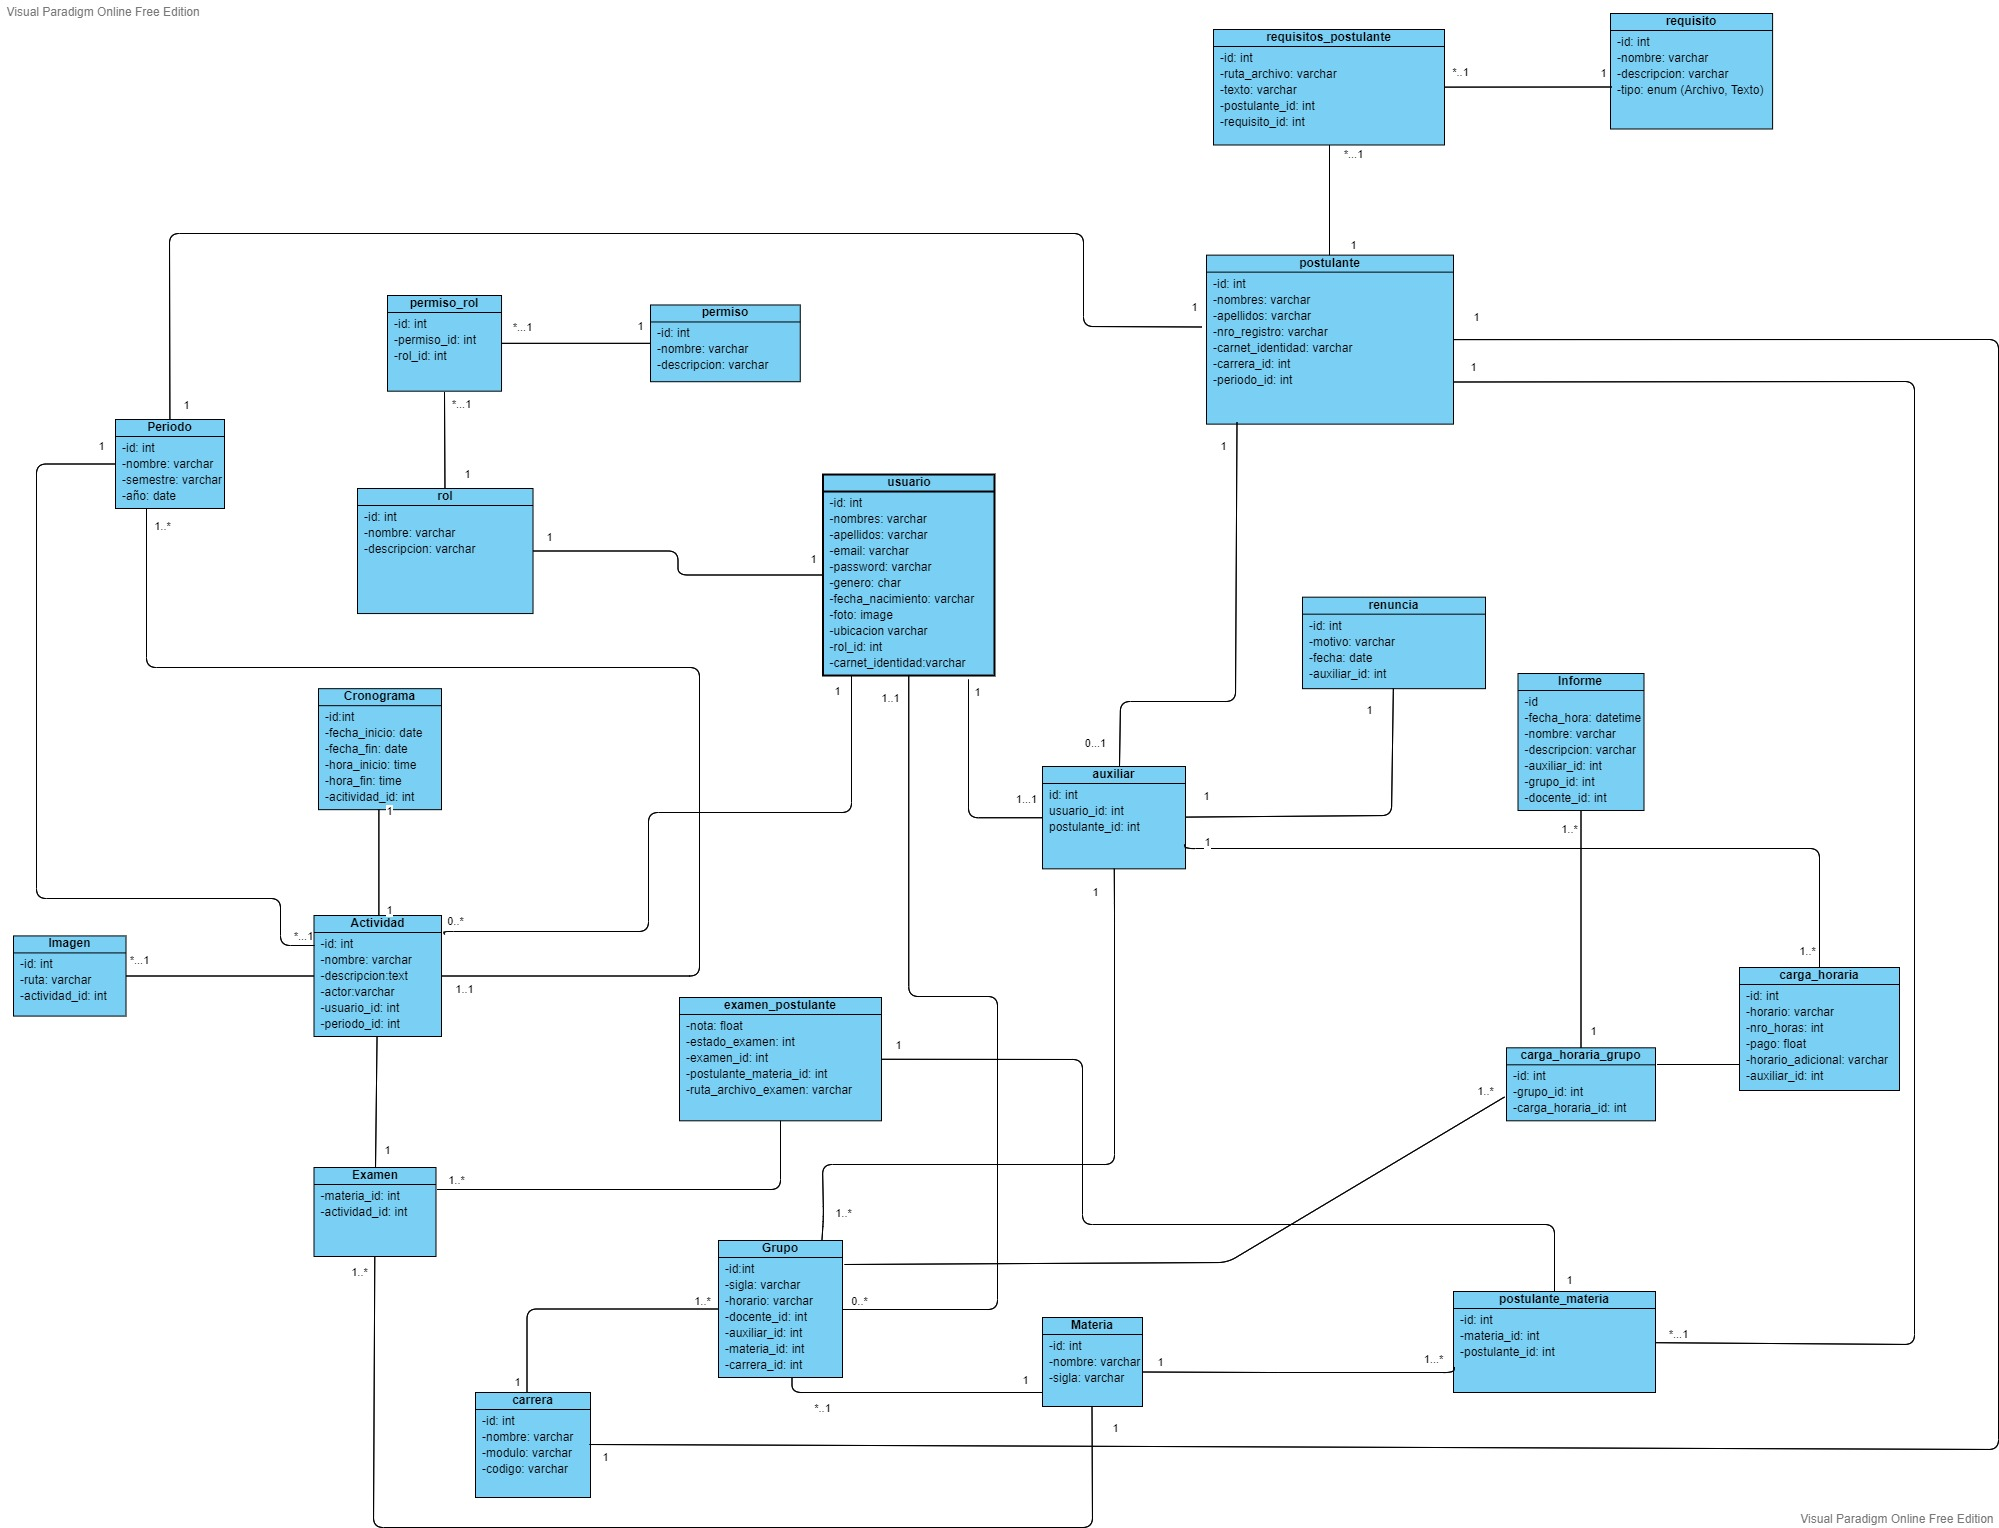 Visual Paradigm Online Free Edition
requisito
-id: int
-nombre: varchar
-descripcion: varchar
-tipo: enum (Archivo, Texto)
requisitos_postulante
-id: int
-ruta_archivo: varchar
-texto: varchar
-postulante_id: int
-requisito_id: int
*..1
1
*...1
1
postulante
-id: int
-nombres: varchar
-apellidos: varchar
-nro_registro: varchar
-carnet_identidad: varchar
-carrera_id: int
-periodo_id: int
1
1
1
1
permiso_rol
-id: int
-permiso_id: int
-rol_id: int
*...1
1
permiso
-id: int
-nombre: varchar
-descripcion: varchar
*...1
1
1
Periodo
-id: int
-nombre: varchar
-semestre: varchar
-año: date
1
1..*
rol
-id: int
-nombre: varchar
-descripcion: varchar
1
1
usuario
-id: int
-nombres: varchar
-apellidos: varchar
-email: varchar
-password: varchar
-genero: char
-fecha_nacimiento: varchar
-foto: image
-ubicacion varchar
-rol_id: int
-carnet_identidad:varchar
1
1..1
1
renuncia
-id: int
-motivo: varchar
-fecha: date
-auxiliar_id: int
1
Informe
-id
-fecha_hora: datetime
-nombre: varchar
-descripcion: varchar
-auxiliar_id: int
-grupo_id: int
-docente_id: int
1..*
Cronograma
-id:int
-fecha_inicio: date
-fecha_fin: date
-hora_inicio: time
-hora_fin: time
-acitividad_id: int
1
1
0...1
auxiliar
id: int
usuario_id: int
postulante_id: int
1...1
1
1
1
Actividad
-id: int
-nombre: varchar
-descripcion:text
-actor:varchar
-usuario_id: int
-periodo_id: int
0..*
*...1
1..1
Imagen
-id: int
-ruta: varchar
-actividad_id: int
*...1
1..*
carga_horaria
-id: int
-horario: varchar
-nro_horas: int
-pago: float
-horario_adicional: varchar
-auxiliar_id: int
examen_postulante
-nota: float
-estado_examen: int
-examen_id: int
-postulante_materia_id: int
-ruta_archivo_examen: varchar
1
1
carga_horaria_grupo
-id: int
-grupo_id: int
-carga_horaria_id: int
1..*
1
Examen
-materia_id: int
-actividad_id: int
1..*
1..*
1..*
Grupo
-id:int
-sigla: varchar
-horario: varchar
-docente_id: int
-auxiliar_id: int
-materia_id: int
-carrera_id: int
1..*
0..*
*..1
1
Materia
-id: int
-nombre: varchar
-sigla: varchar
1
1...*
1
1
postulante_materia
-id: int
-materia_id: int
-postulante_id: int
*...1
1
carrera
-id: int
-nombre: varchar
-modulo: varchar
-codigo: varchar
1
Visual Paradigm Online Free Edition